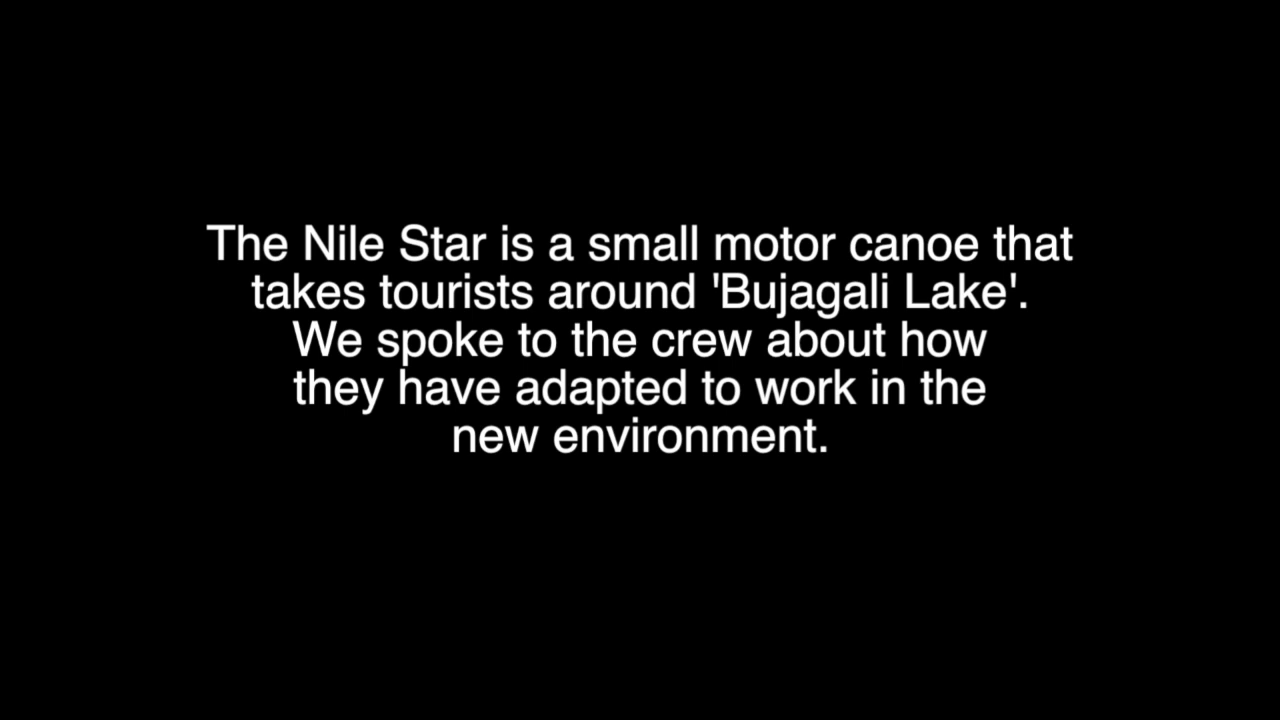 The Nile Star is a small motor canoe that
takes tourists around 'Bujagali Lake'.
We spoke to the crew about how
they have adapted to work in the
new environment.